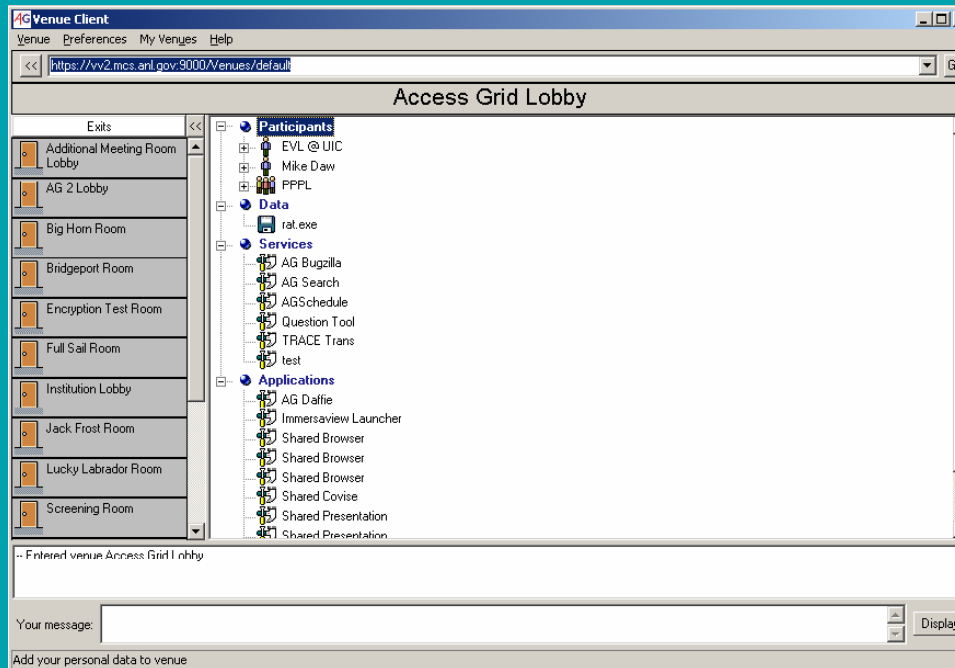 AG Venue Client
Venue Preferences My Venues Help
<< https://vv2.mcs.anl.gov:9000/Venues/default G
Access Grid Lobby
Exits <<
Additional Meeting Room
Lobby
AG 2 Lobby
Big Horn Room
Bridgeport Room
Encryption Test Room
Full Sail Room
Institution Lobby
Jack Frost Room
Lucky Labrador Room
Screening Room
Participants
EVL @ UIC
Mike Daw
PPPL
Data
rat.exe
Services
AG Bugzilla
AG Search
AGSchedule
Question Tool
TRACE Trans
test
Applications
AG Daffie
Immersaview Launcher
Shared Browser
Shared Browser
Shared Browser
Shared Covise
Shared Presentation
Shared Presentation
-- Entered venue Access Grid Lobby
Your message:
Display
Add your personal data to venue